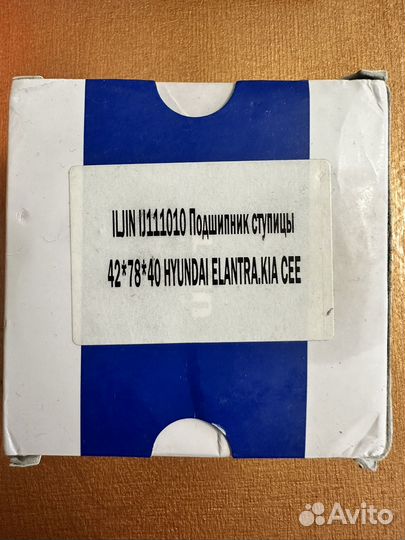 ILJIN IJ111010 Подшипник ступицы
42*78*40 HYUNDAI ELANTRA.KIA CEE
Avito